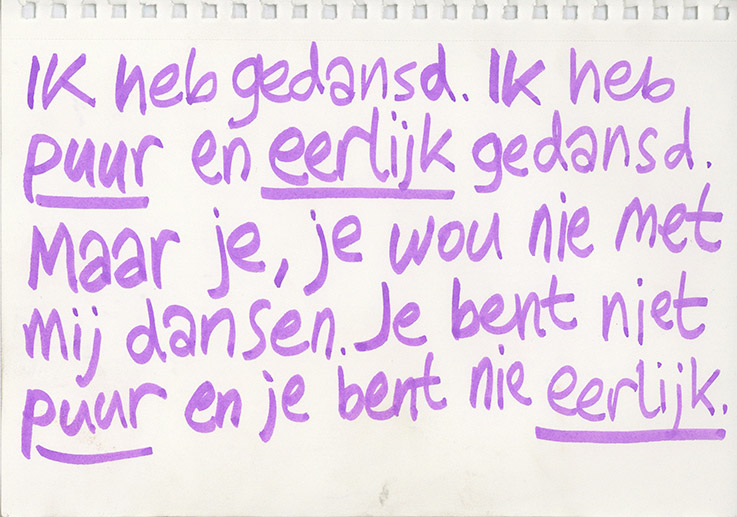 Ik heb gedansd. Ik heb
puur en eerlijk gedansd.
Maar je, je wou nie met
mij dansen. Je bent niet
puur en je bent nie eerlijk.